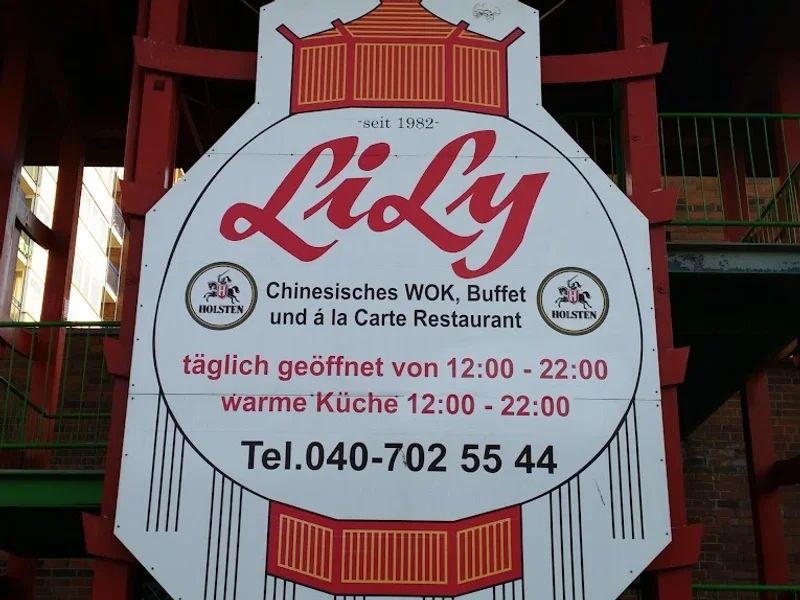 -seit 1982-
LiLy
Chinesisches WOK, Buffet
und á la Carte Restaurant
HOLSTEN
HOLSTEN
täglich geöffnet von 12:00 - 22:00
warme Küche 12:00 - 22:00
Tel.040-702 55 44